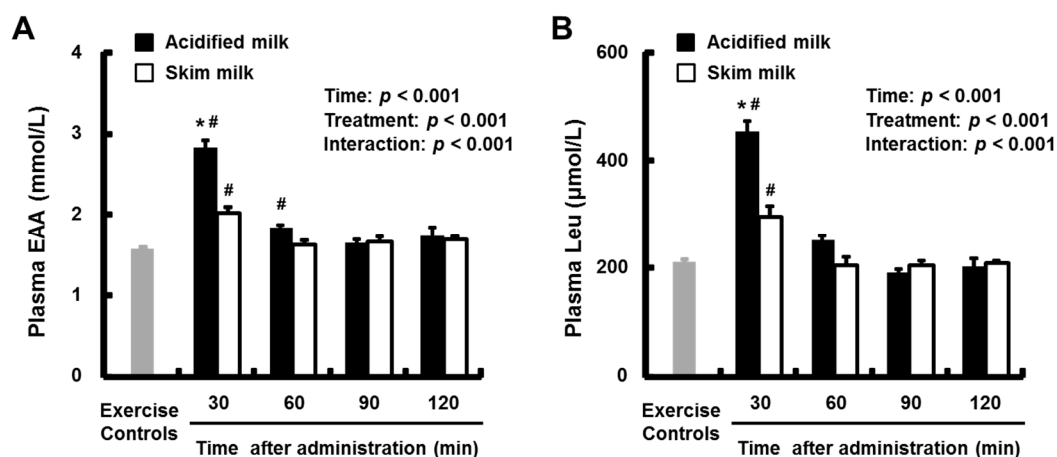 A
Plasma EAA (mmol/L)
4
3
2
1
0
Acidified milk
Skim milk
Time: p < 0.001
Treatment: p < 0.001
Interaction: p < 0.001
* #
#
#
Exercise
Controls
30 60 90 120
Time after administration (min)
B
Plasma Leu (μmol/L)
600
400
200
0
Acidified milk
Skim milk
Time: p < 0.001
Treatment: p < 0.001
Interaction: p < 0.001
* #
#
Exercise
Controls
30 60 90 120
Time after administration (min)